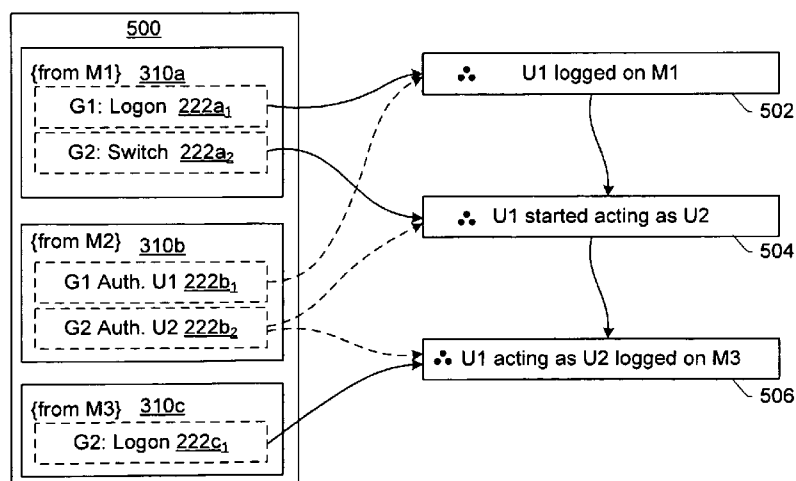 500
{from M1} 310a
G1: Logon 222a1
G2: Switch 222a2
{from M2} 310b
G1 Auth. U1 222b1
G2 Auth. U2 222b2
{from M3} 310c
G2: Logon 222c1
U1 logged on M1
502
U1 started acting as U2
504
U1 acting as U2 logged on M3
506